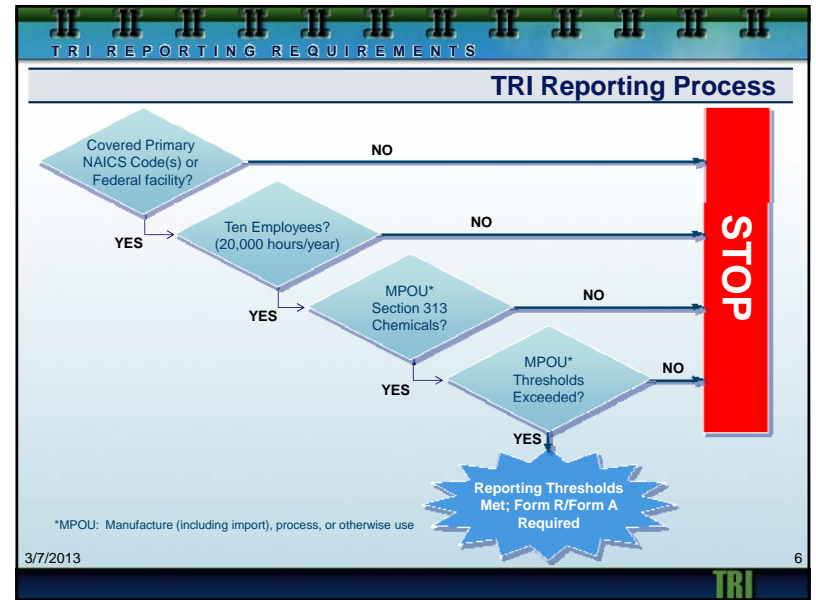 TRI REPORTING REQUIREMENTS
TRI Reporting Process
Covered Primary
NAICS Code(s) or
Federal facility?
NO
YES
Ten Employees?
(20,000 hours/year)
NO
YES
MPOU*
Section 313
Chemicals?
NO
YES
MPOU*
Thresholds
Exceeded?
NO
YES
STOP
Reporting Thresholds
Met; Form R/Form A
Required
*MPOU: Manufacture (including import), process, or otherwise use
3/7/2013
6
TRI